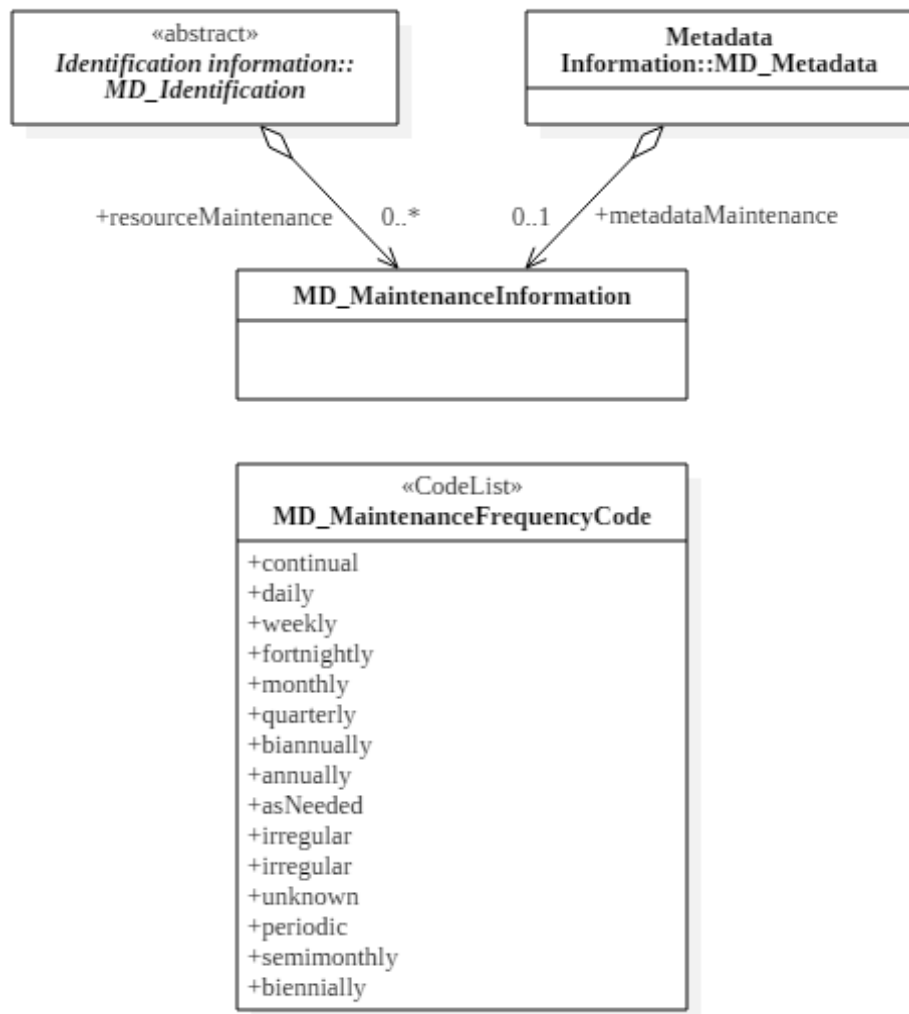 «abstract»
Identification information::
MD_Identification
Metadata
Information::MD_Metadata
+resourceMaintenance
0..*
0..1
+metadataMaintenance
MD_MaintenanceInformation
«CodeList»
MD_MaintenanceFrequencyCode
+continual
+daily
+weekly
+fortnightly
+monthly
+quarterly
+biannually
+annually
+asNeeded
+irregular
+irregular
+unknown
+periodic
+semimonthly
+biennially